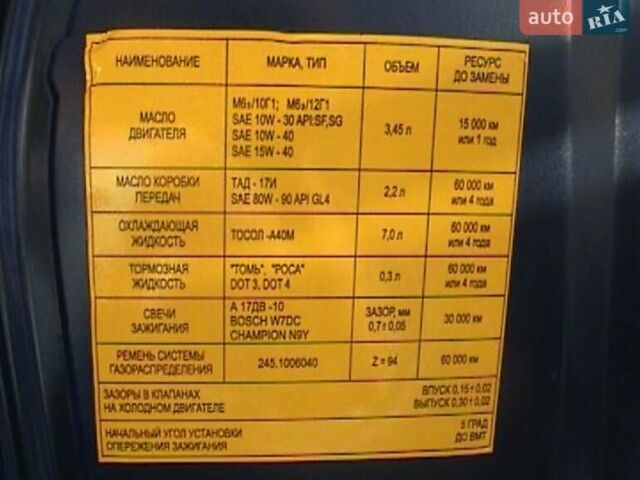 auto RIA .com
НАИМЕНОВАНИЕ МАРКА, ТИП ОБЪЕМ РЕСУРС ДО ЗАМЕНЫ
МАСЛО ДВИГАТЕЛЯ
М6з/10Г1; М6з/12Г1
SAE 10W - 30 API:SF,SG
SAE 10W - 40
SAE 15W - 40
3,45 л
15 000 км
или 1 год
МАСЛО КОРОБКИ
ПЕРЕДАЧ
ТАД - 17И
SAE 80W - 90 API GL4
2,2 л
60 000 км
или 4 года
ОХЛАЖДАЮЩАЯ
ЖИДКОСТЬ
ТОСОЛ -А40М
7,0 л
60 000 км
или 4 года
ТОРМОЗНАЯ
ЖИДКОСТЬ
"ТОМЬ", "РОСА"
DOT 3, DOT 4
0,3 л
60 000 км
или 4 года
СВЕЧИ
ЗАЖИГАНИЯ
А 17ДВ -10
BOSCH W7DC
CHAMPION N9Y
ЗАЗОР, мм
0,7 ± 0,05
30 000 км
РЕМЕНЬ СИСТЕМЫ
ГАЗОРАСПРЕДЕЛЕНИЯ
245.1006040
Z = 94
60 000 км
ЗАЗОРЫ В КЛАПАНАХ
НА ХОЛОДНОМ ДВИГАТЕЛЕ
ВПУСК 0,15 ± 0,02
ВЫПУСК 0,30 ± 0,02
НАЧАЛЬНЫЙ УГОЛ УСТАНОВКИ
ОПЕРЕЖЕНИЯ ЗАЖИГАНИЯ
5 ГРАД
ДО ВМТ